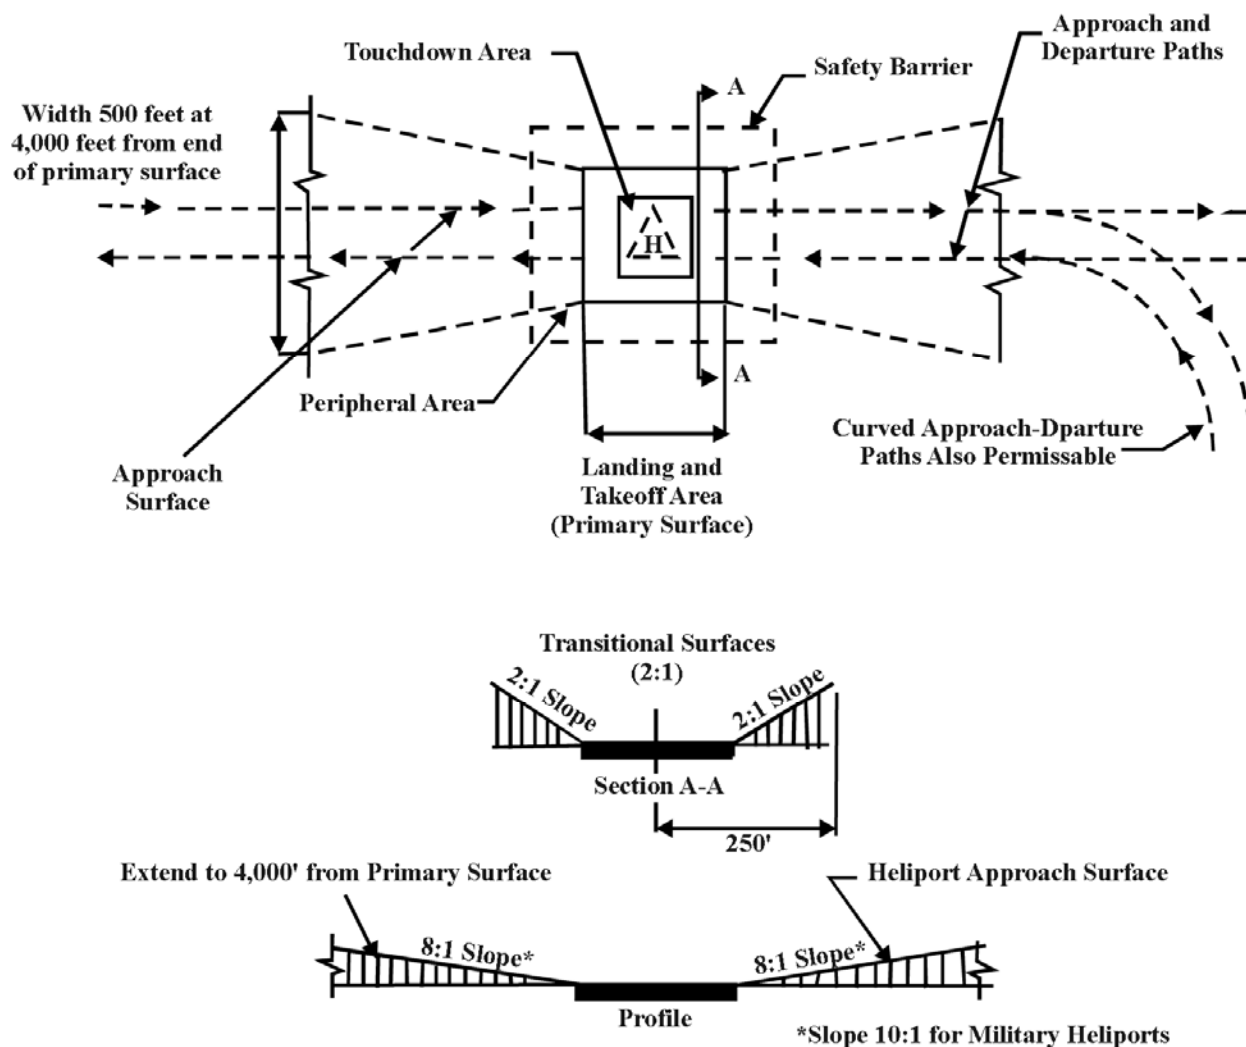 Touchdown Area
Approach and
Departure Paths
Safety Barrier
A
Width 500 feet at
4,000 feet from end
of primary surface
H
A
Peripheral Area
Curved Approach-Dparture
Paths Also Permissable
Approach
Surface
Landing and
Takeoff Area
(Primary Surface)
Transitional Surfaces
(2:1)
2:1 Slope
2:1 Slope
Section A-A
250'
Extend to 4,000' from Primary Surface
Heliport Approach Surface
8:1 Slope*
8:1 Slope*
Profile
*Slope 10:1 for Military Heliports